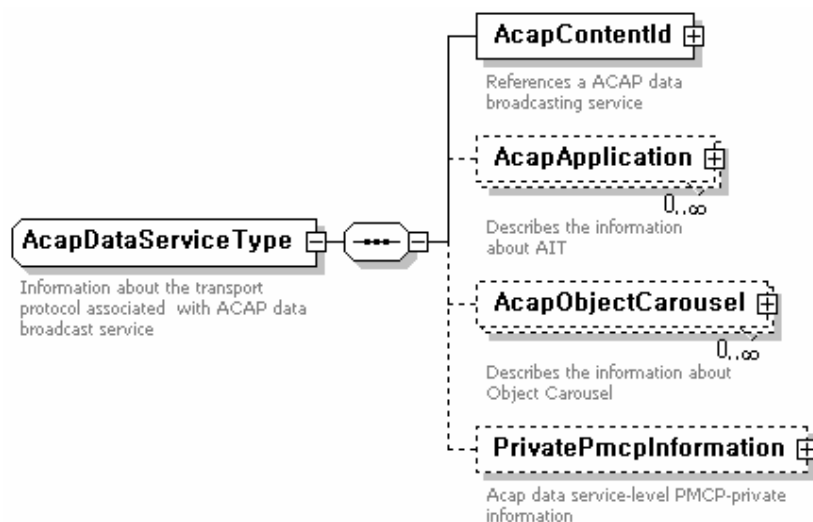 AcapContentId
References a ACAP data
broadcasting service
AcapApplication
0..∞
Describes the information
about AIT
AcapDataServiceType
Information about the transport
protocol associated with ACAP data
broadcast service
AcapObjectCarousel
0..∞
Describes the information about
Object Carousel
PrivatePmcpInformation
Acap data service-level PMCP-private
information